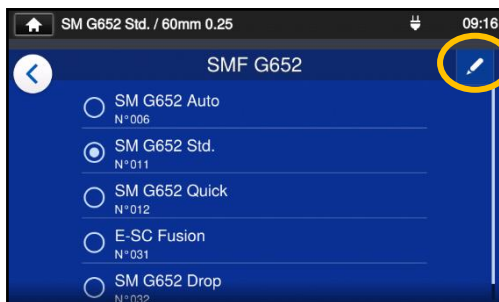 SM G652 Std. / 60mm 0.25 09:16
SMF G652
SM G652 Auto
N°006
SM G652 Std.
N°011
SM G652 Quick
N°012
E-SC Fusion
N°031
SM G652 Drop
N°032